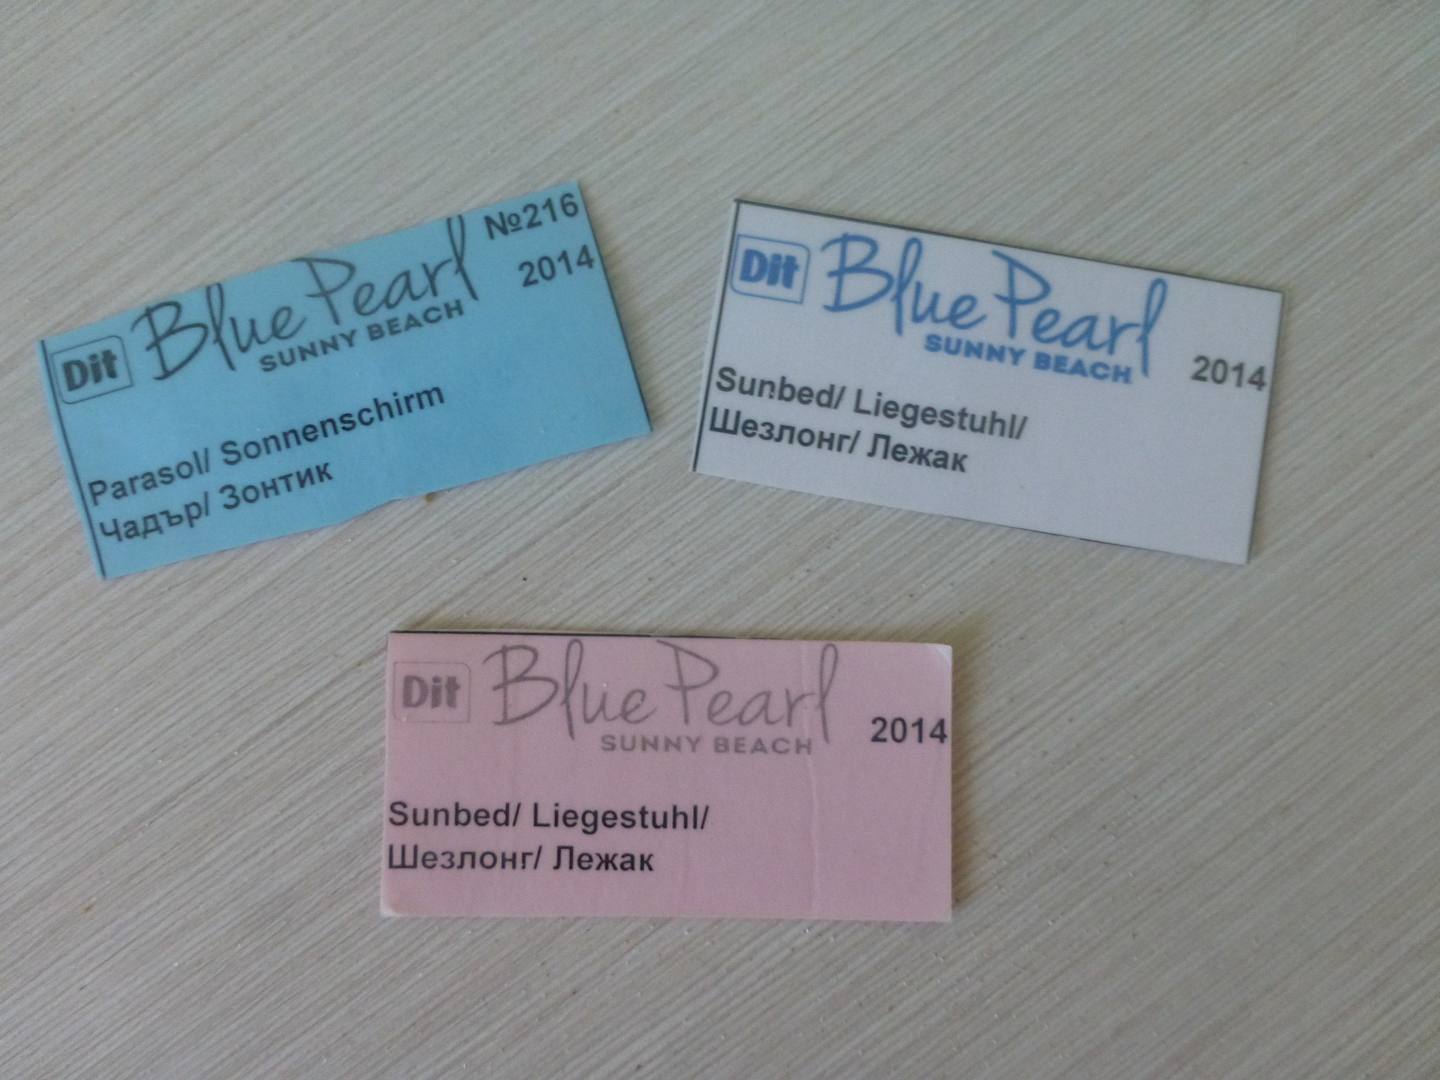 №216
Dit Blue Pearl 2014
SUNNY BEACH
Parasol/ Sonnenschirm
Чадър/ Зонтик
Dit Blue Pearl
SUNNY BEACH 2014
Sunbed/ Liegestuhl/
Шезлонг/ Лежак
Dit Blue Pearl 2014
SUNNY BEACH
Sunbed/ Liegestuhl/
Шезлонг/ Лежак